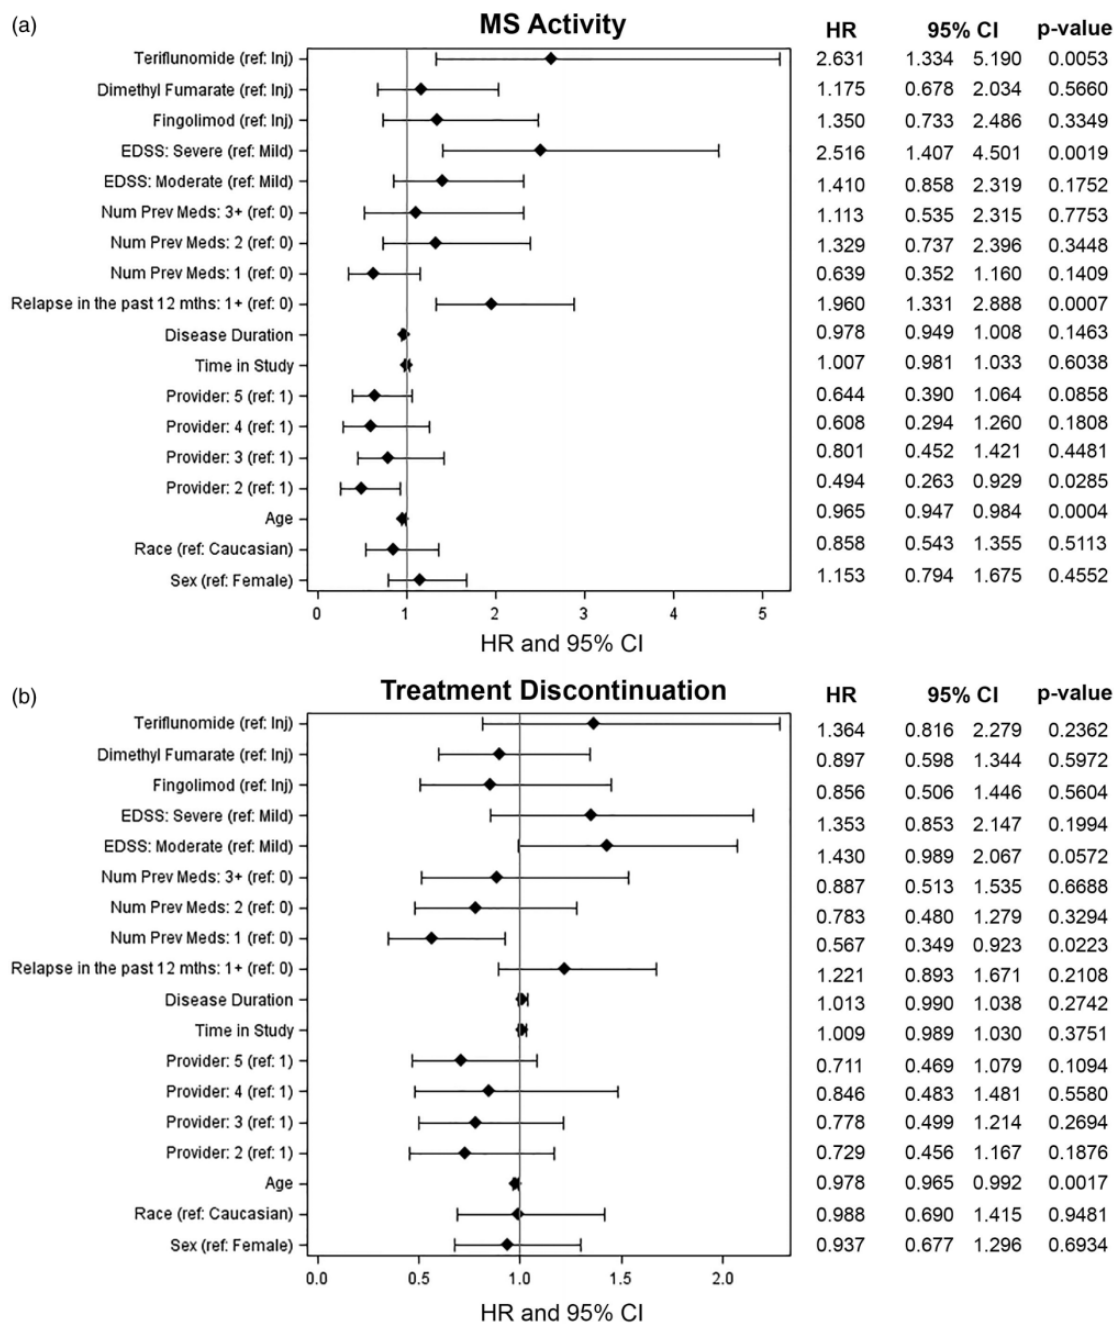 (a)
MS Activity
HR 95% CI p-value
Teriflunomide (ref: Inj) 2.631 1.334 5.190 0.0053
Dimethyl Fumarate (ref: Inj) 1.175 0.678 2.034 0.5660
Fingolimod (ref: Inj) 1.350 0.733 2.486 0.3349
EDSS: Severe (ref: Mild) 2.516 1.407 4.501 0.0019
EDSS: Moderate (ref: Mild) 1.410 0.858 2.319 0.1752
Num Prev Meds: 3+ (ref: 0) 1.113 0.535 2.315 0.7753
Num Prev Meds: 2 (ref: 0) 1.329 0.737 2.396 0.3448
Num Prev Meds: 1 (ref: 0) 0.639 0.352 1.160 0.1409
Relapse in the past 12 mths: 1+ (ref: 0) 1.960 1.331 2.888 0.0007
Disease Duration 0.978 0.949 1.008 0.1463
Time in Study 1.007 0.981 1.033 0.6038
Provider: 5 (ref: 1) 0.644 0.390 1.064 0.0858
Provider: 4 (ref: 1) 0.608 0.294 1.260 0.1808
Provider: 3 (ref: 1) 0.801 0.452 1.421 0.4481
Provider: 2 (ref: 1) 0.494 0.263 0.929 0.0285
Age 0.965 0.947 0.984 0.0004
Race (ref: Caucasian) 0.858 0.543 1.355 0.5113
Sex (ref: Female) 1.153 0.794 1.675 0.4552
0 1 2 3 4 5
HR and 95% CI
(b)
Treatment Discontinuation
HR 95% CI p-value
Teriflunomide (ref: Inj) 1.364 0.816 2.279 0.2362
Dimethyl Fumarate (ref: Inj) 0.897 0.598 1.344 0.5972
Fingolimod (ref: Inj) 0.856 0.506 1.446 0.5604
EDSS: Severe (ref: Mild) 1.353 0.853 2.147 0.1994
EDSS: Moderate (ref: Mild) 1.430 0.989 2.067 0.0572
Num Prev Meds: 3+ (ref: 0) 0.887 0.513 1.535 0.6688
Num Prev Meds: 2 (ref: 0) 0.783 0.480 1.279 0.3294
Num Prev Meds: 1 (ref: 0) 0.567 0.349 0.923 0.0223
Relapse in the past 12 mths: 1+ (ref: 0) 1.221 0.893 1.671 0.2108
Disease Duration 1.013 0.990 1.038 0.2742
Time in Study 1.009 0.989 1.030 0.3751
Provider: 5 (ref: 1) 0.711 0.469 1.079 0.1094
Provider: 4 (ref: 1) 0.846 0.483 1.481 0.5580
Provider: 3 (ref: 1) 0.778 0.499 1.214 0.2694
Provider: 2 (ref: 1) 0.729 0.456 1.167 0.1876
Age 0.978 0.965 0.992 0.0017
Race (ref: Caucasian) 0.988 0.690 1.415 0.9481
Sex (ref: Female) 0.937 0.677 1.296 0.6934
0.0 0.5 1.0 1.5 2.0
HR and 95% CI